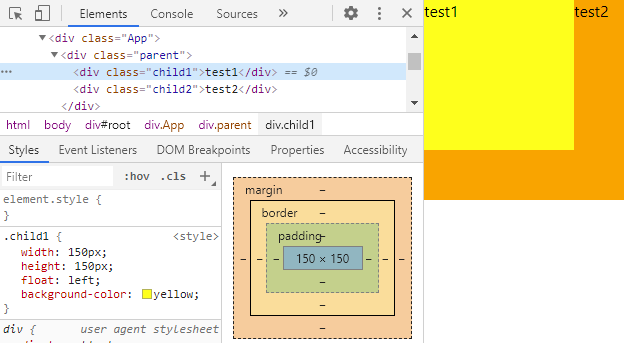 Elements Console Sources »
<div class="App">
<div class="parent">
… <div class="child1">test1</div> == $0
<div class="child2">test2</div>
</div>
html body div#root div.App div.parent div.child1
Styles Event Listeners DOM Breakpoints Properties Accessibility
Filter :hov .cls +
element.style {
}
.child1 { <style>
width: 150px;
height: 150px;
float: left;
background-color: yellow;
}
div { user agent stylesheet
margin –
border –
padding –
– – – 150 × 150 – – –
–
–
–
test1 test2